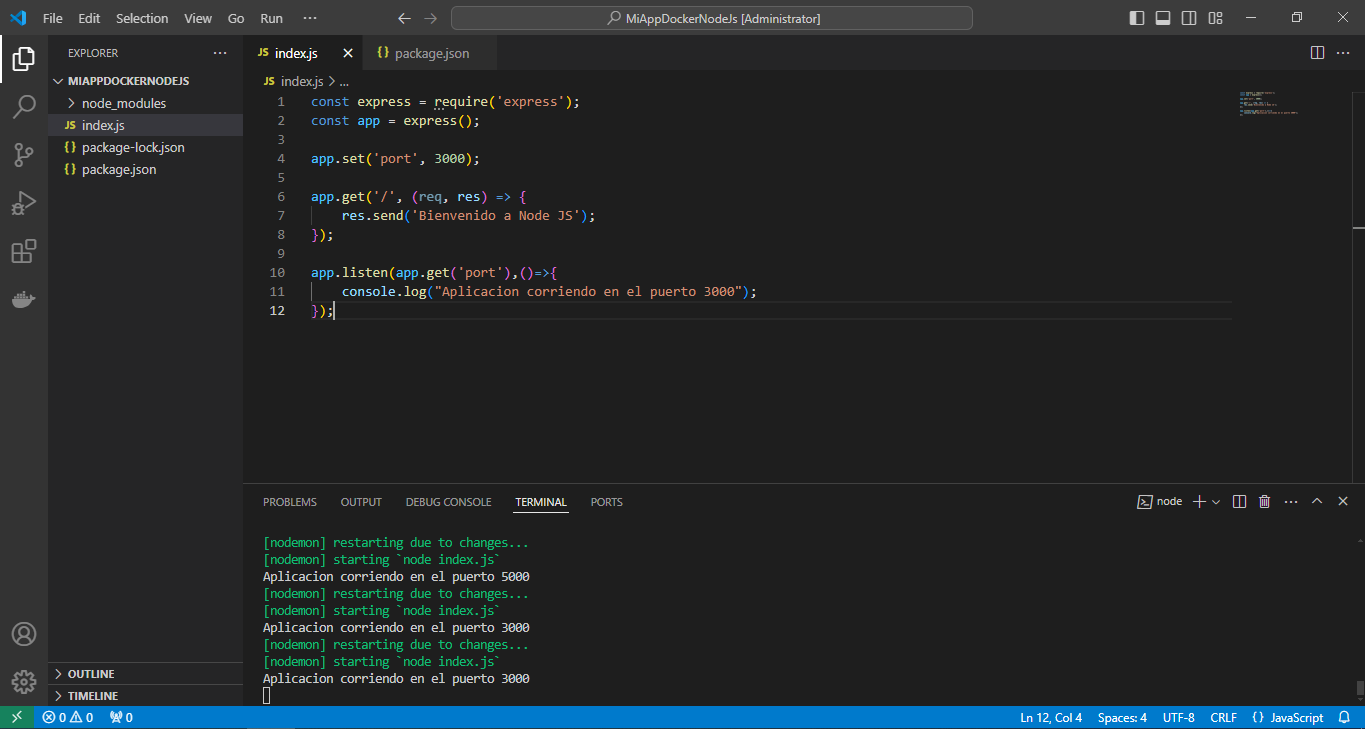 File Edit Selection View Go Run ···
MiAppDockerNodeJs [Administrator]
EXPLORER ···
MIAPPDOCKERNODEJS
node_modules
JS index.js
{} package-lock.json
{} package.json
OUTLINE
TIMELINE
JS index.js
{} package.json
JS index.js > ...
1 const express = require('express');
2 const app = express();
3
4 app.set('port', 3000);
5
6 app.get('/', (req, res) => {
7 res.send('Bienvenido a Node JS');
8 });
9
10 app.listen(app.get('port'),()=>{
11 console.log("Aplicacion corriendo en el puerto 3000");
12 });
PROBLEMS OUTPUT DEBUG CONSOLE TERMINAL PORTS
node
[nodemon] restarting due to changes...
[nodemon] starting `node index.js`
Aplicacion corriendo en el puerto 5000
[nodemon] restarting due to changes...
[nodemon] starting `node index.js`
Aplicacion corriendo en el puerto 3000
[nodemon] restarting due to changes...
[nodemon] starting `node index.js`
Aplicacion corriendo en el puerto 3000
0 0 0
Ln 12, Col 4 Spaces: 4 UTF-8 CRLF {} JavaScript